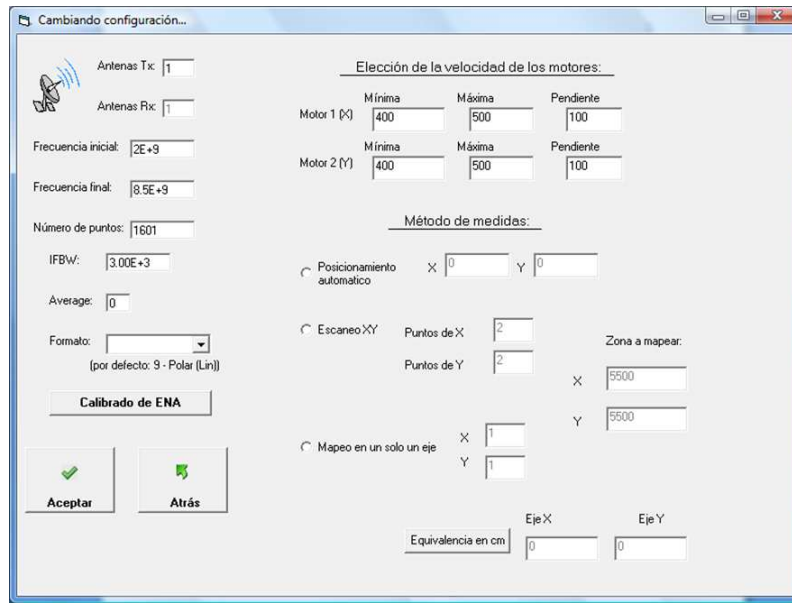 Cambiando configuración...
Antenas Tx: 1
Antenas Rx: 1
Frecuencia inicial: 2E+9
Frecuencia final: 8.5E+9
Número de puntos: 1601
IFBW: 3.00E+3
Average: 0
Formato:
(por defecto: 9 - Polar (Lin))
Calibrado de ENA
Aceptar
Atrás
Elección de la velocidad de los motores:
Mínima Máxima Pendiente
Motor 1 (X) 400 500 100
Mínima Máxima Pendiente
Motor 2 (Y) 400 500 100
Método de medidas:
Posicionamiento automatico X 0 Y 0
Escaneo XY Puntos de X 2
Puntos de Y 2
Zona a mapear:
X 5500
Y 5500
Mapeo en un solo un eje X 1
Y 1
Eje X Eje Y
Equivalencia en cm 0 0